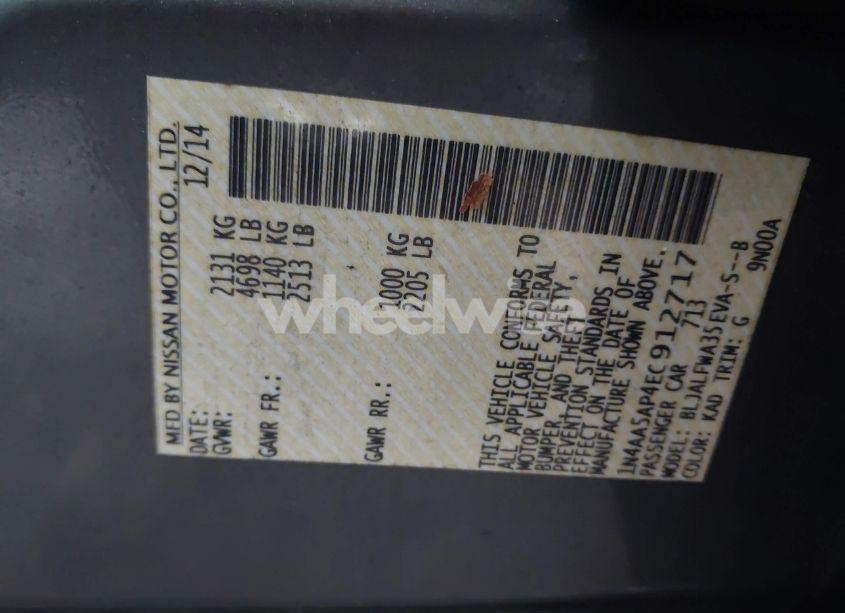 MFD BY NISSAN MOTOR CO., LTD.
DATE: 12/14
GVWR: 2131 KG
4698 LB
GAWR FR.: 1140 KG
2513 LB
GAWR RR.: 1000 KG
2205 LB
THIS VEHICLE CONFORMS TO
ALL APPLICABLE FEDERAL
MOTOR VEHICLE SAFETY,
BUMPER, AND THEFT
PREVENTION STANDARDS IN
EFFECT ON THE DATE OF
MANUFACTURE SHOWN ABOVE.
1N4AA5AP4EC912717
PASSENGER CAR 713
MODEL: BLJALFWA35EVA-S--B
COLOR: KAD TRIM: G 9N00A